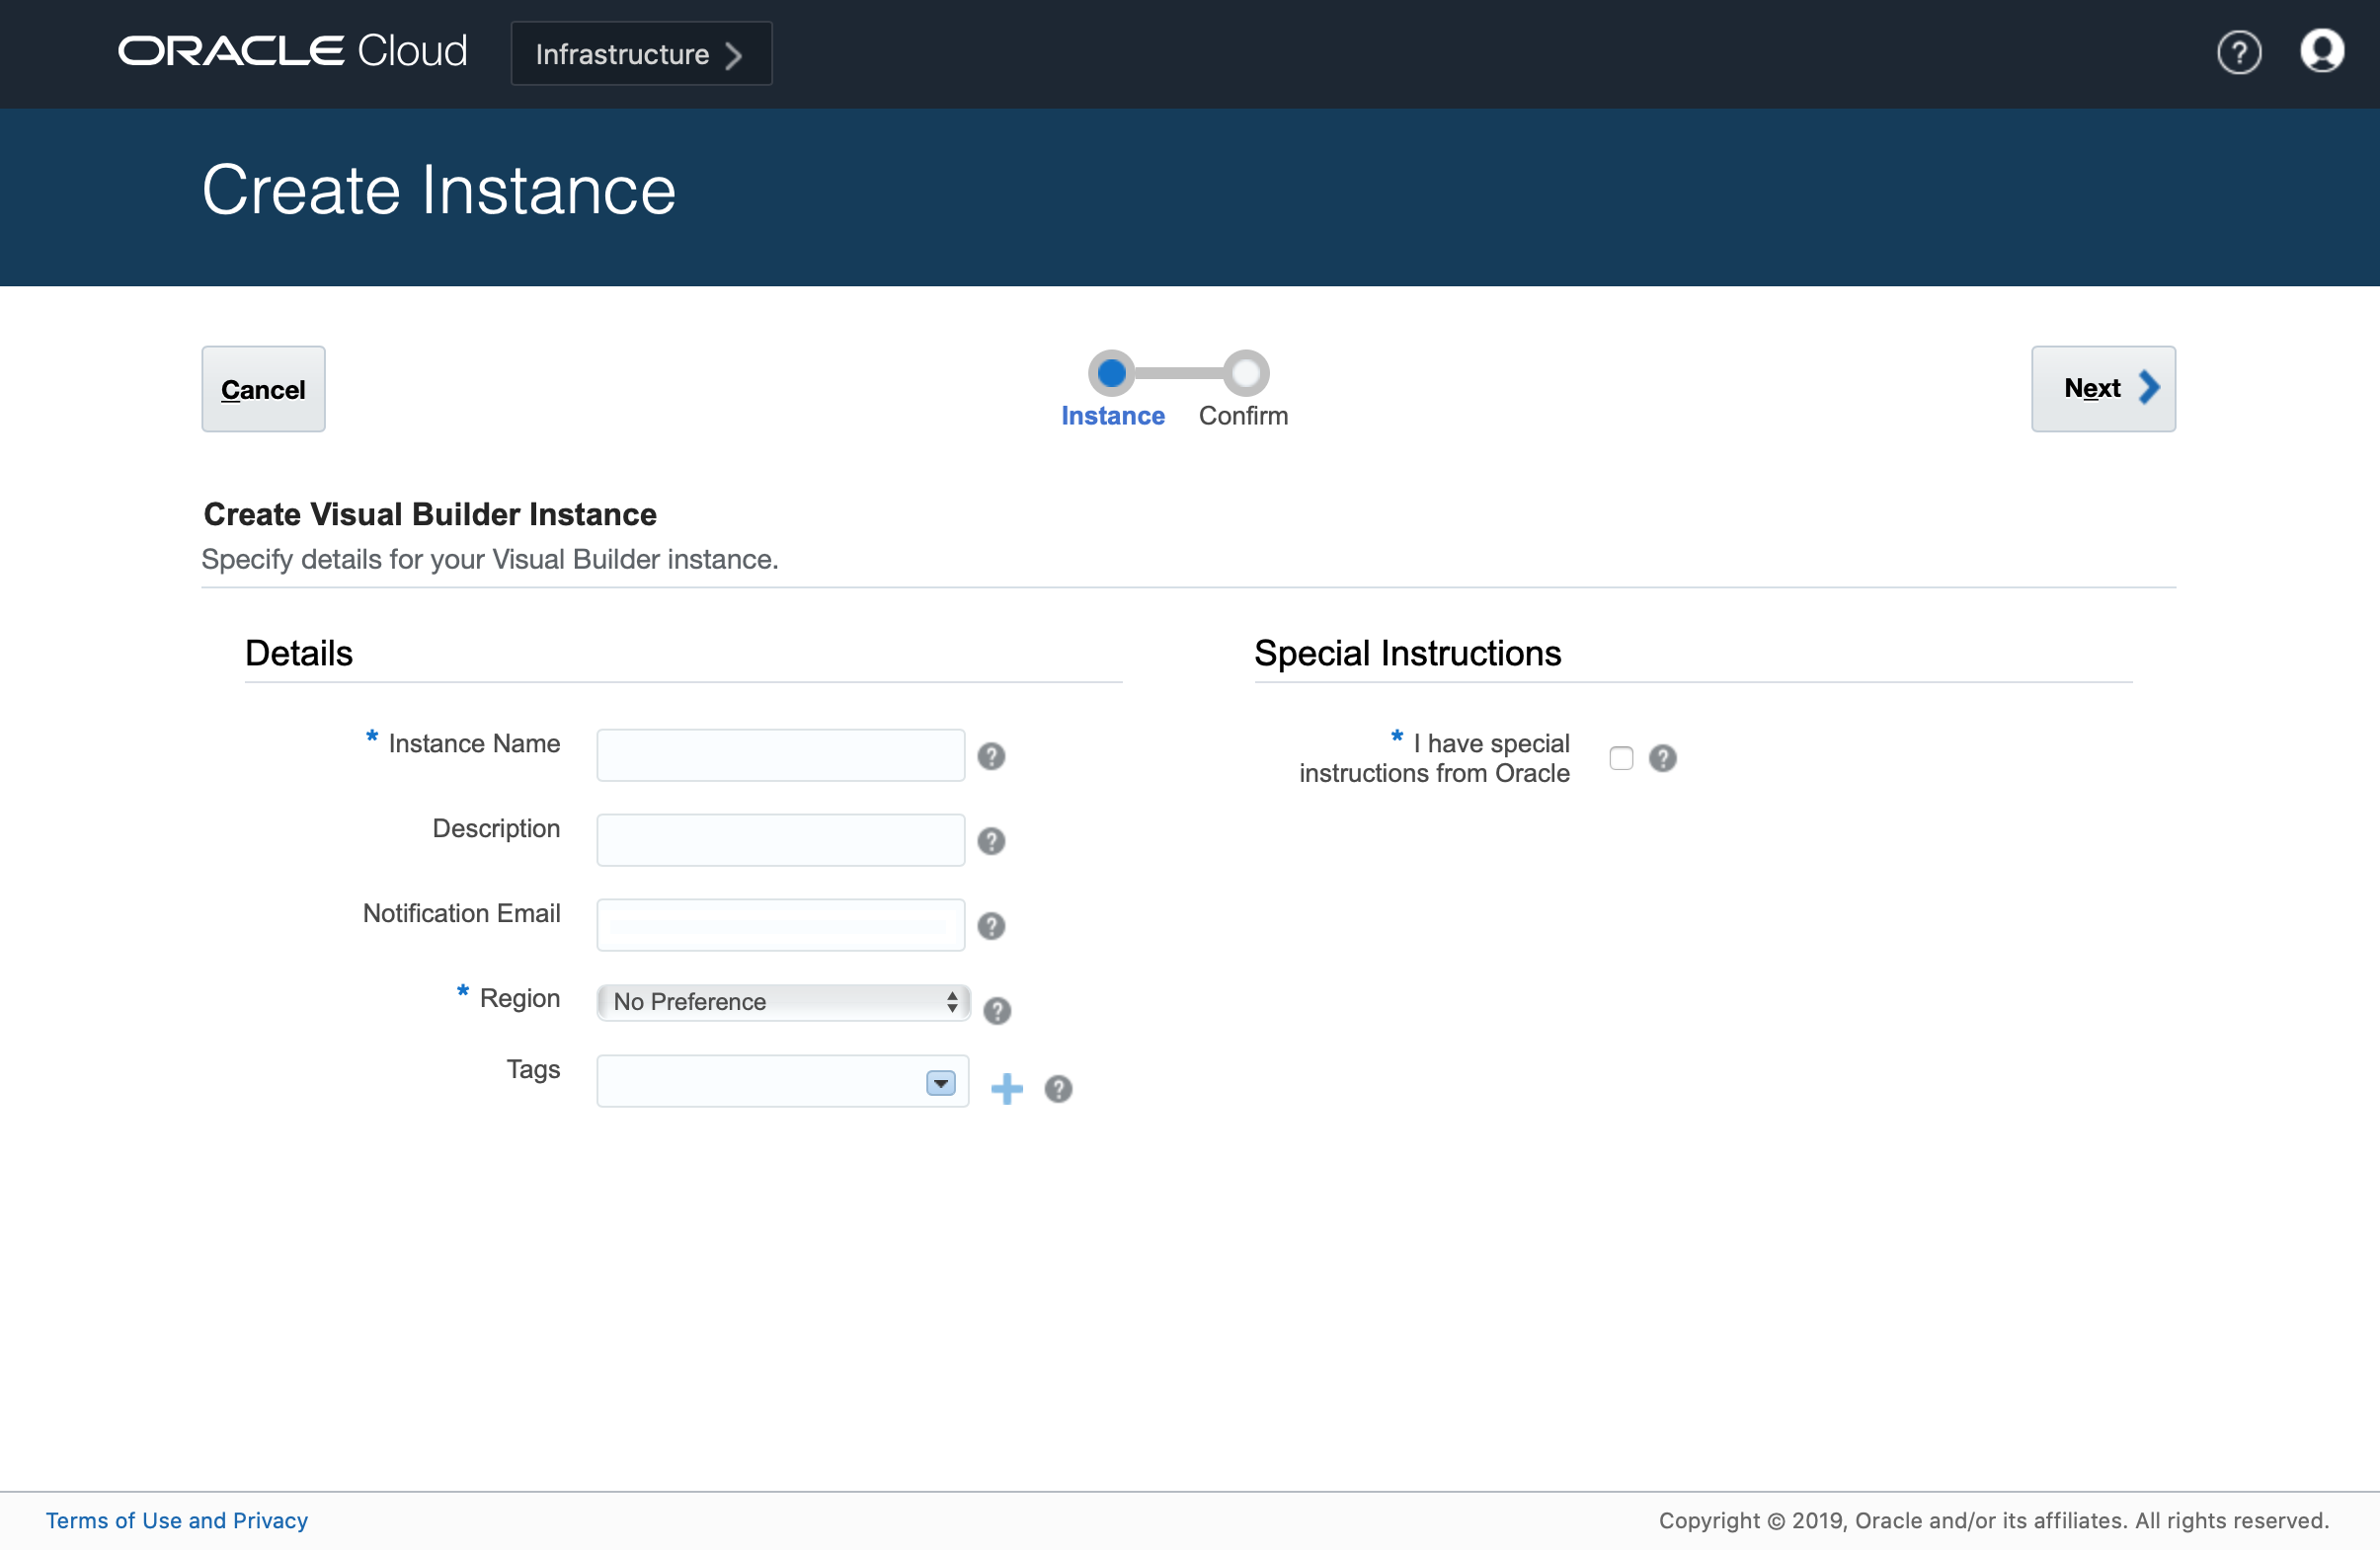 ORACLE Cloud
Infrastructure
Create Instance
Cancel
Instance
Confirm
Next
Create Visual Builder Instance
Specify details for your Visual Builder instance.
Details
* Instance Name
Description
Notification Email
* Region
No Preference
Tags
Special Instructions
* I have special
instructions from Oracle
Terms of Use and Privacy
Copyright © 2019, Oracle and/or its affiliates. All rights reserved.